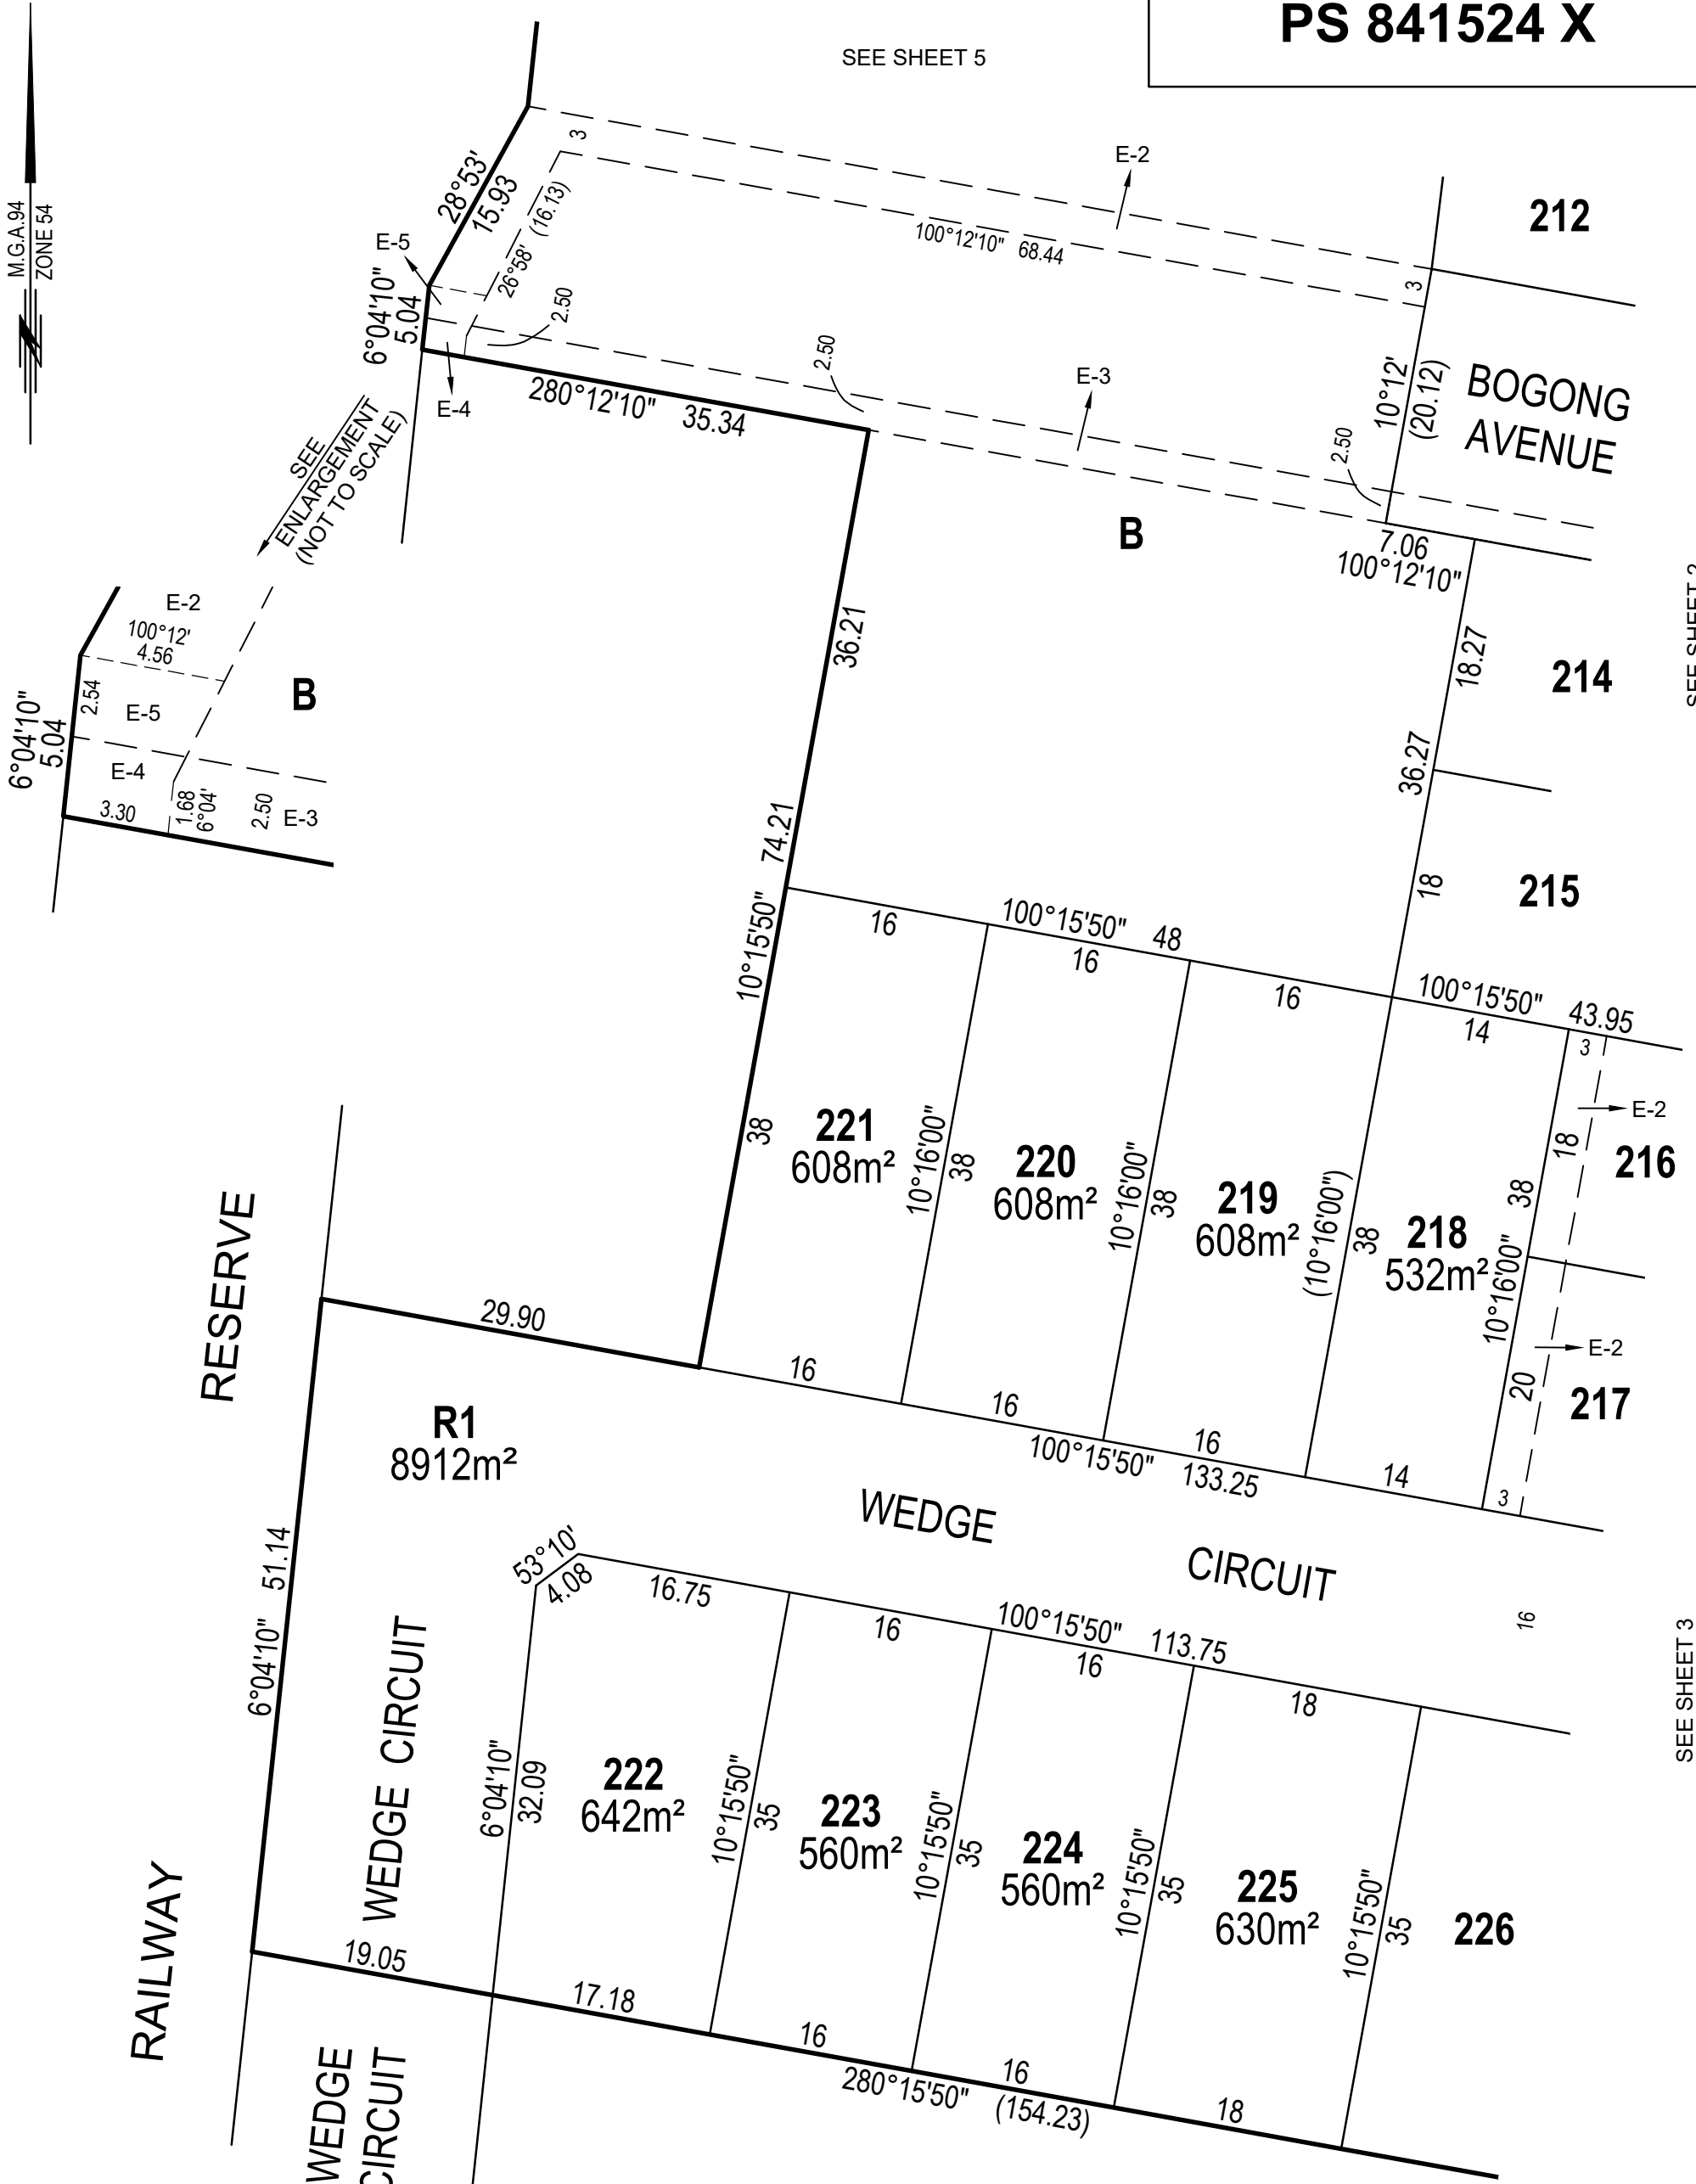 PS 841524 X
SEE SHEET 5
M.G.A.94
ZONE 54
3
E-2
212
28°53'
15.93
26°58' (16.13)
100°12'10" 68.44
E-5
3
6°04'10"
5.04
2.50
2.50
E-3
10°12'
(20.12)
BOGONG
AVENUE
E-4
280°12'10" 35.34
2.50
SEE
ENLARGEMENT
(NOT TO SCALE)
B
7.06
100°12'10"
E-2
100°12'
4.56
36.21
18.27
214
B
2.54
E-5
6°04'10"
5.04
E-4
3.30
1.68
6°04'
2.50
E-3
36.27
74.21
18
215
10°15'50"
16
100°15'50" 48
16
16
100°15'50" 43.95
14
3
E-2
38
221
608m²
10°16'00"
38
220
608m²
10°16'00"
38
219
608m²
(10°16'00")
38
218
532m²
10°16'00"
38
18
216
E-2
20
217
RESERVE
29.90
16
16
16
14
3
100°15'50" 133.25
R1
8912m²
WEDGE
CIRCUIT
53°10'
4.08
16.75
16
100°15'50" 113.75
16
18
16
SEE SHEET 3
6°04'10" 51.14
WEDGE CIRCUIT
6°04'10"
32.09
222
642m²
10°15'50"
35
223
560m²
10°15'50"
35
224
560m²
10°15'50"
35
225
630m²
10°15'50"
35
226
RAILWAY
19.05
17.18
16
16
18
280°15'50" (154.23)
WEDGE
CIRCUIT